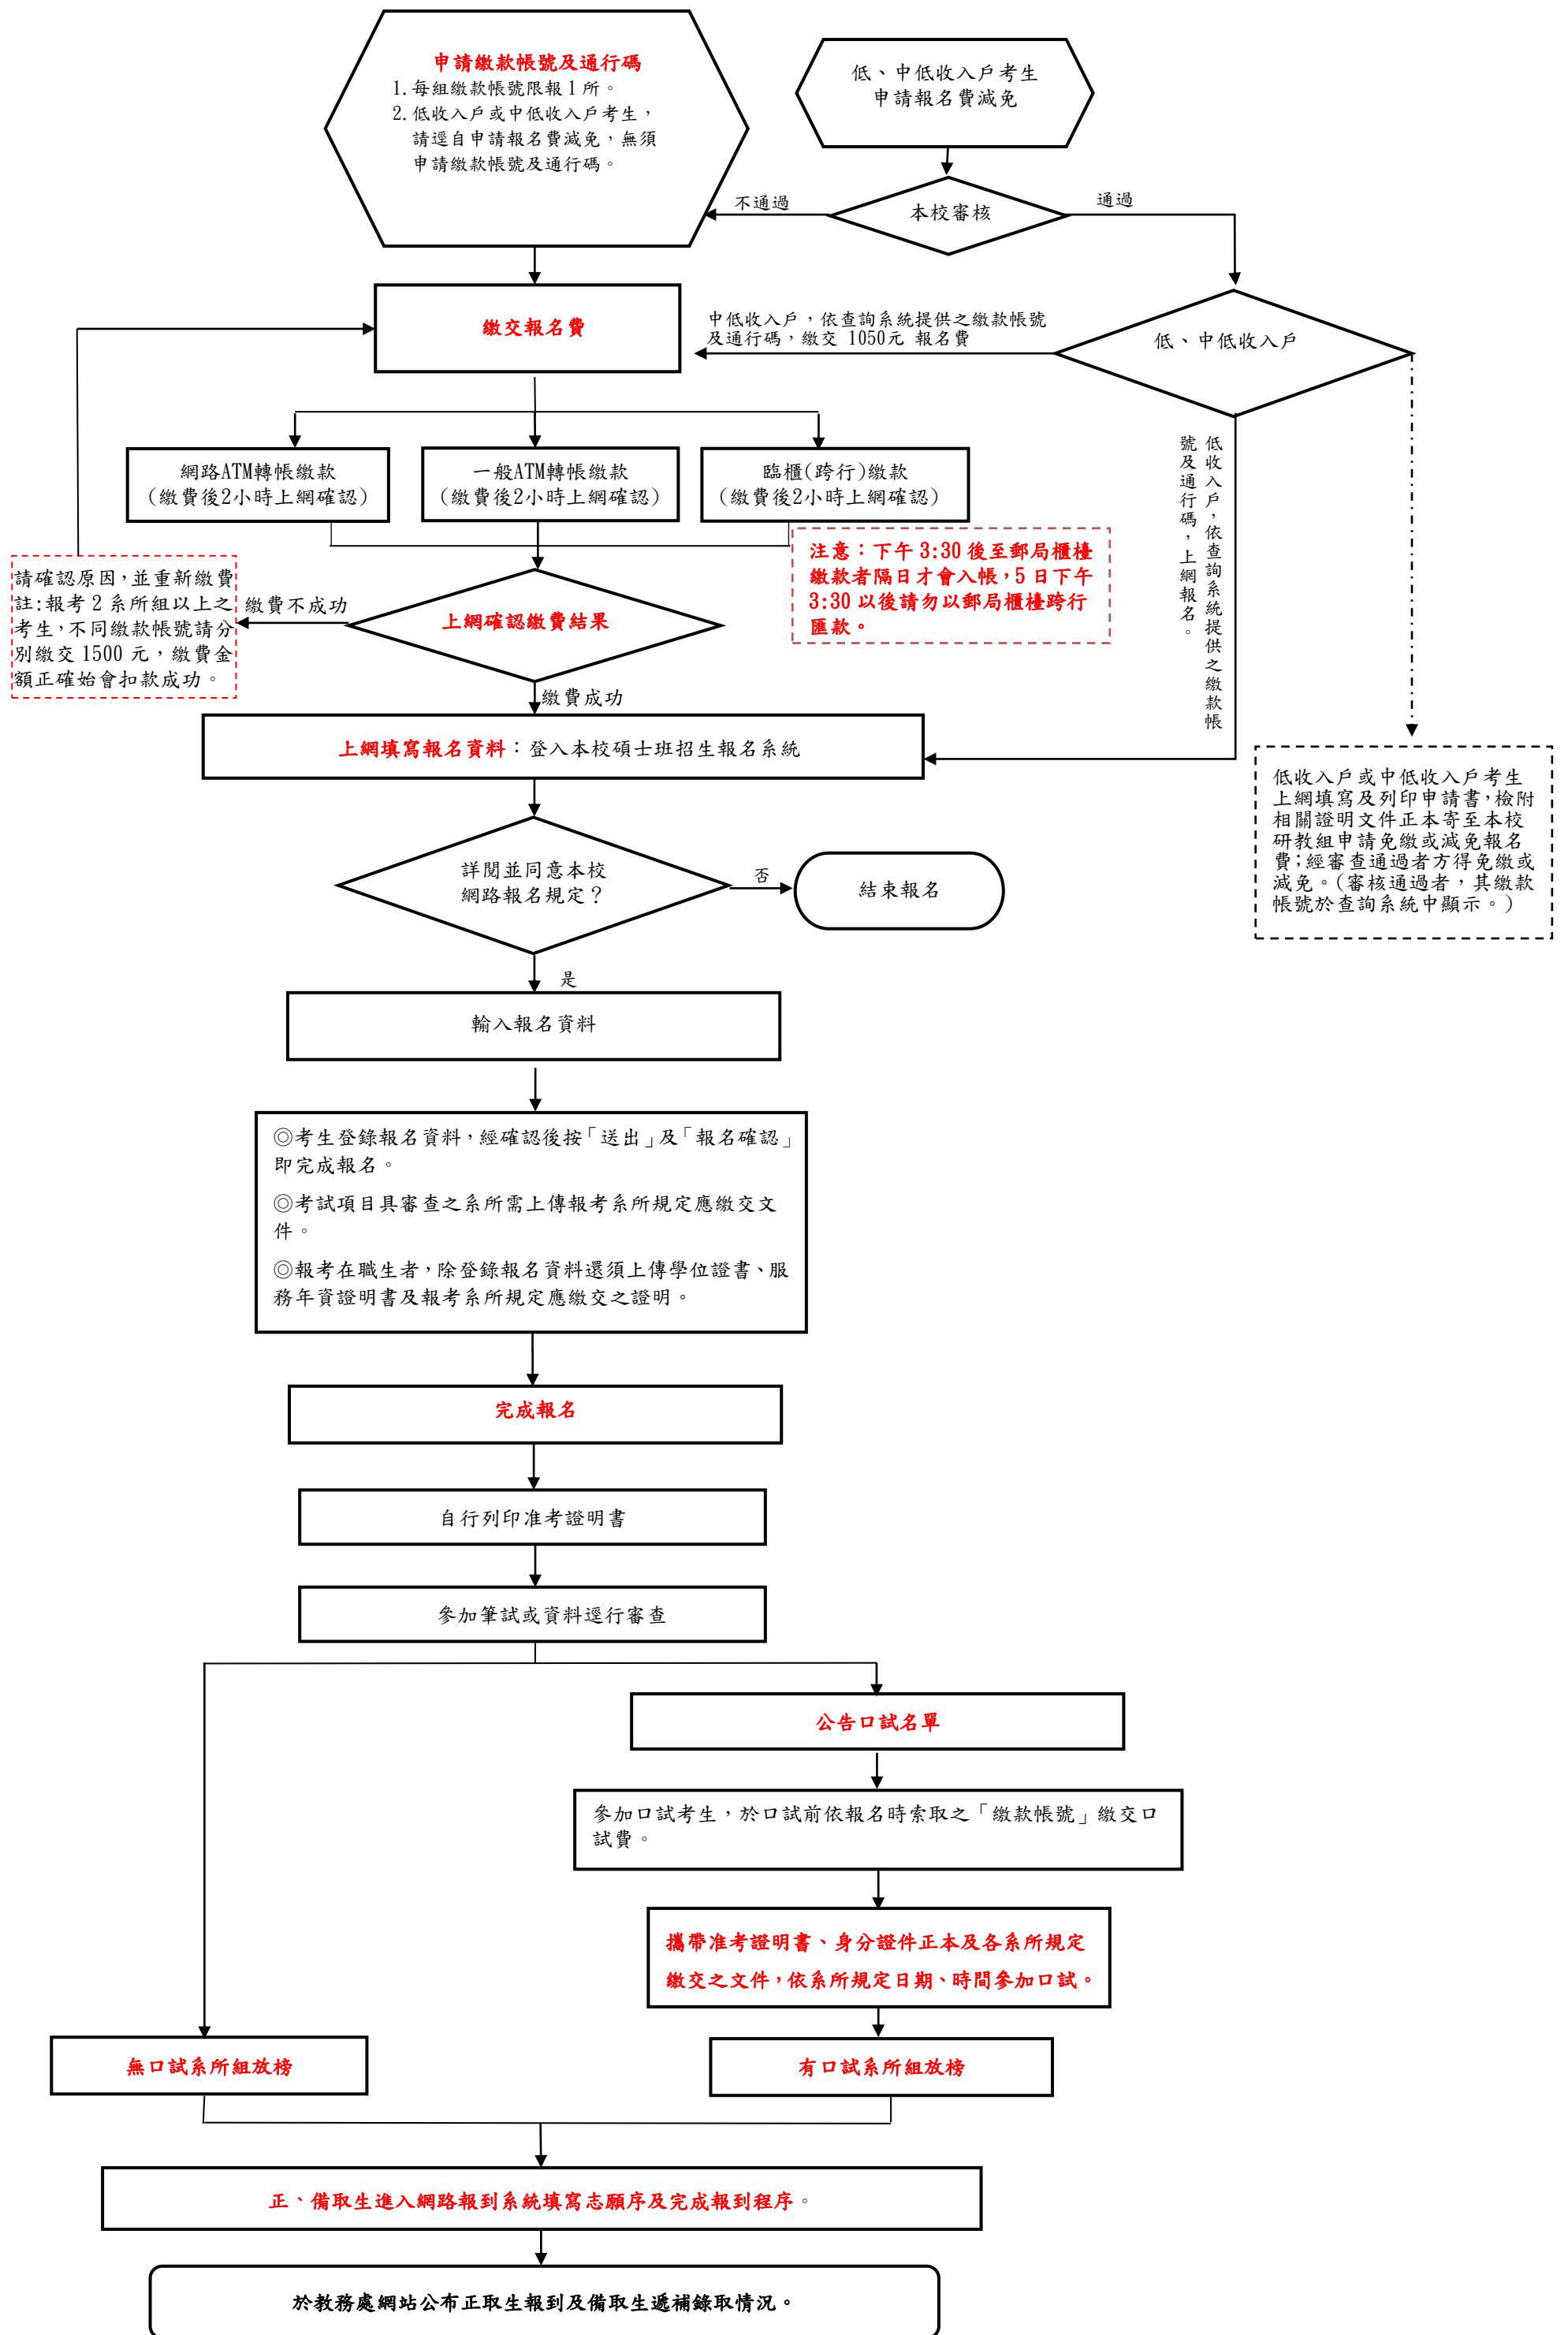 申請繳款帳號及通行碼
1.每組繳款帳號限報1所。
2.低收入戶或中低收入戶考生，
請逕自申請報名費減免，無須
申請繳款帳號及通行碼。
低、中低收入戶考生
申請報名費減免
本校審核
不通過
通過
繳交報名費
中低收入戶，依查詢系統提供之繳款帳號
及通行碼，繳交 1050元 報名費
低、中低收入戶
網路ATM轉帳繳款
(繳費後2小時上網確認)
一般ATM轉帳繳款
(繳費後2小時上網確認)
臨櫃(跨行)繳款
(繳費後2小時上網確認)
低收入戶，依查詢系統提供之繳款帳
號及通行碼，上網報名。
注意：下午 3:30 後至郵局櫃檯
繳款者隔日才會入帳，5 日下午
3:30 以後請勿以郵局櫃檯跨行
匯款。
請確認原因，並重新繳費
註:報考 2 系所組以上之
考生，不同繳款帳號請分
別繳交 1500 元，繳費金
額正確始會扣款成功。
繳費不成功
上網確認繳費結果
繳費成功
上網填寫報名資料：登入本校碩士班招生報名系統
低收入戶或中低收入戶考生
上網填寫及列印申請書，檢附
相關證明文件正本寄至本校
研教組申請免繳或減免報名
費;經審查通過者方得免繳或
減免。(審核通過者，其繳款
帳號於查詢系統中顯示。)
詳閱並同意本校
網路報名規定？
否
結束報名
是
輸入報名資料
◎考生登錄報名資料，經確認後按「送出」及「報名確認」
即完成報名。
◎考試項目具審查之系所需上傳報考系所規定應繳交文
件。
◎報考在職生者，除登錄報名資料還須上傳學位證書、服
務年資證明書及報考系所規定應繳交之證明。
完成報名
自行列印准考證明書
參加筆試或資料逕行審查
公告口試名單
參加口試考生，於口試前依報名時索取之「繳款帳號」繳交口
試費。
攜帶准考證明書、身分證件正本及各系所規定
繳交之文件，依系所規定日期、時間參加口試。
無口試系所組放榜
有口試系所組放榜
正、備取生進入網路報到系統填寫志願序及完成報到程序。
於教務處網站公布正取生報到及備取生遞補錄取情況。